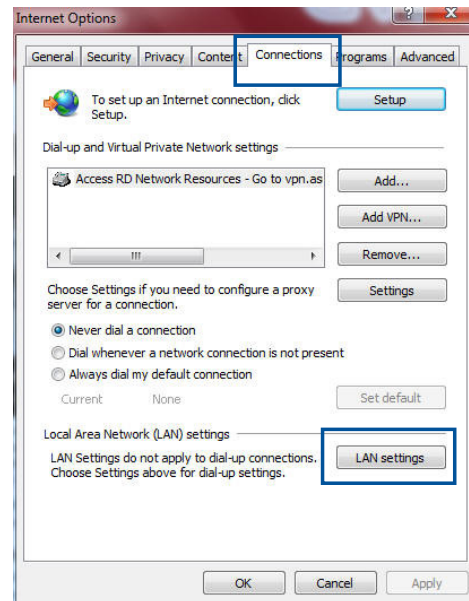 Internet Options
General Security Privacy Content Connections Programs Advanced
To set up an Internet connection, click
Setup.
Setup
Dial-up and Virtual Private Network settings
Access RD Network Resources - Go to vpn.as
Add...
Add VPN...
Remove...
Choose Settings if you need to configure a proxy
server for a connection.
Settings
Never dial a connection
Dial whenever a network connection is not present
Always dial my default connection
Current None
Set default
Local Area Network (LAN) settings
LAN Settings do not apply to dial-up connections.
Choose Settings above for dial-up settings.
LAN settings
OK Cancel Apply